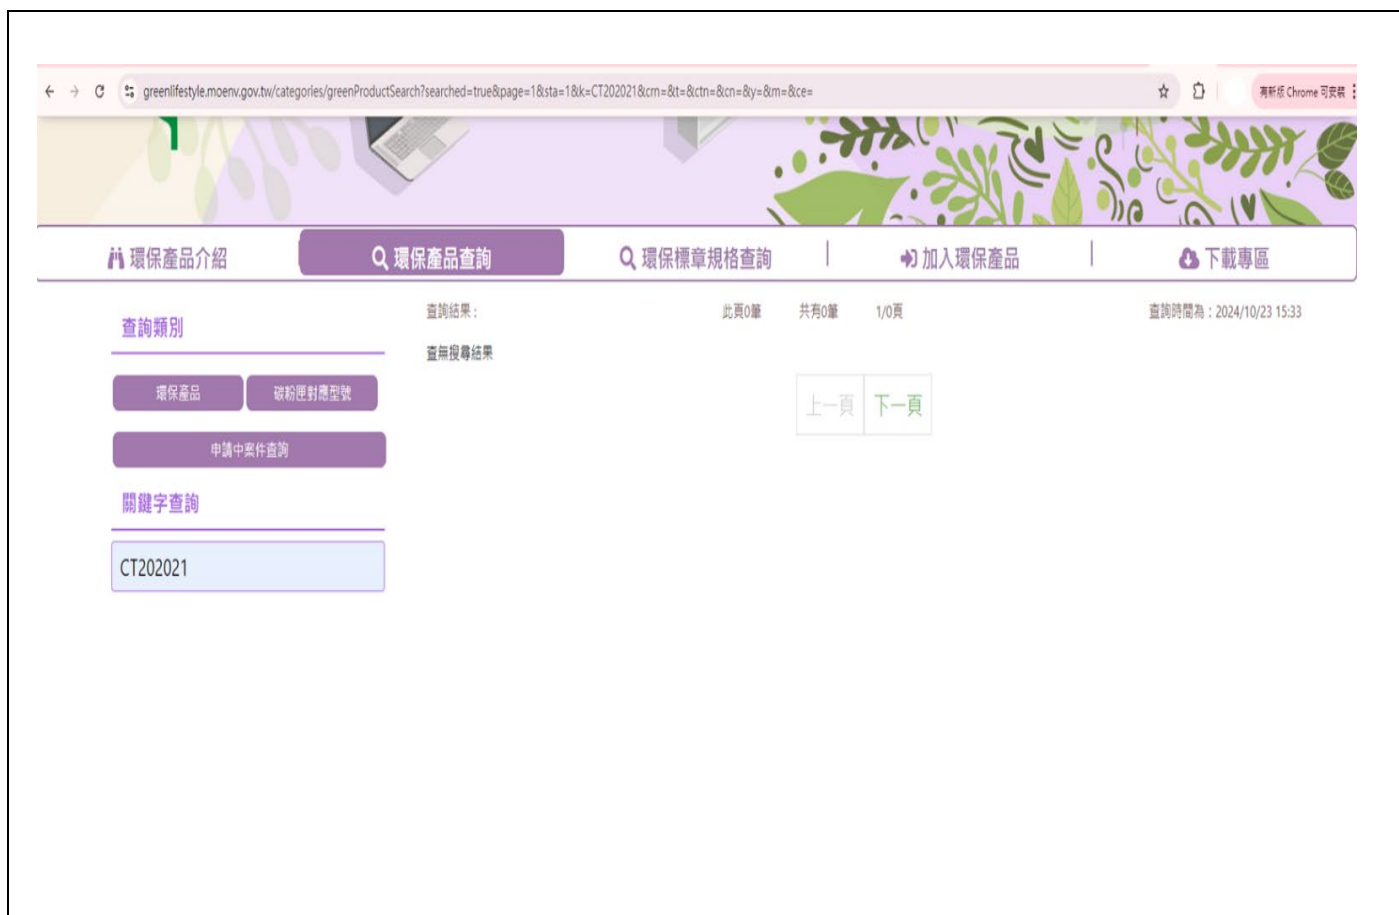 greenlifestyle.moenv.gov.tw/categories/greenProductSearch?searched=true&page=1&sta=1&k=CT202021&crn=&t=&ctn=&cn=&y=&m=&ce=
有新版 Chrome 可安裝
環保產品介紹 環保產品查詢 環保標章規格查詢 加入環保產品 下載專區
查詢類別
環保產品 碳粉匣對應型號
申請中案件查詢
關鍵字查詢
CT202021
查詢結果: 此頁0筆 共有0筆 1/0頁 查詢時間為:2024/10/23 15:33
查無搜尋結果
上一頁 下一頁